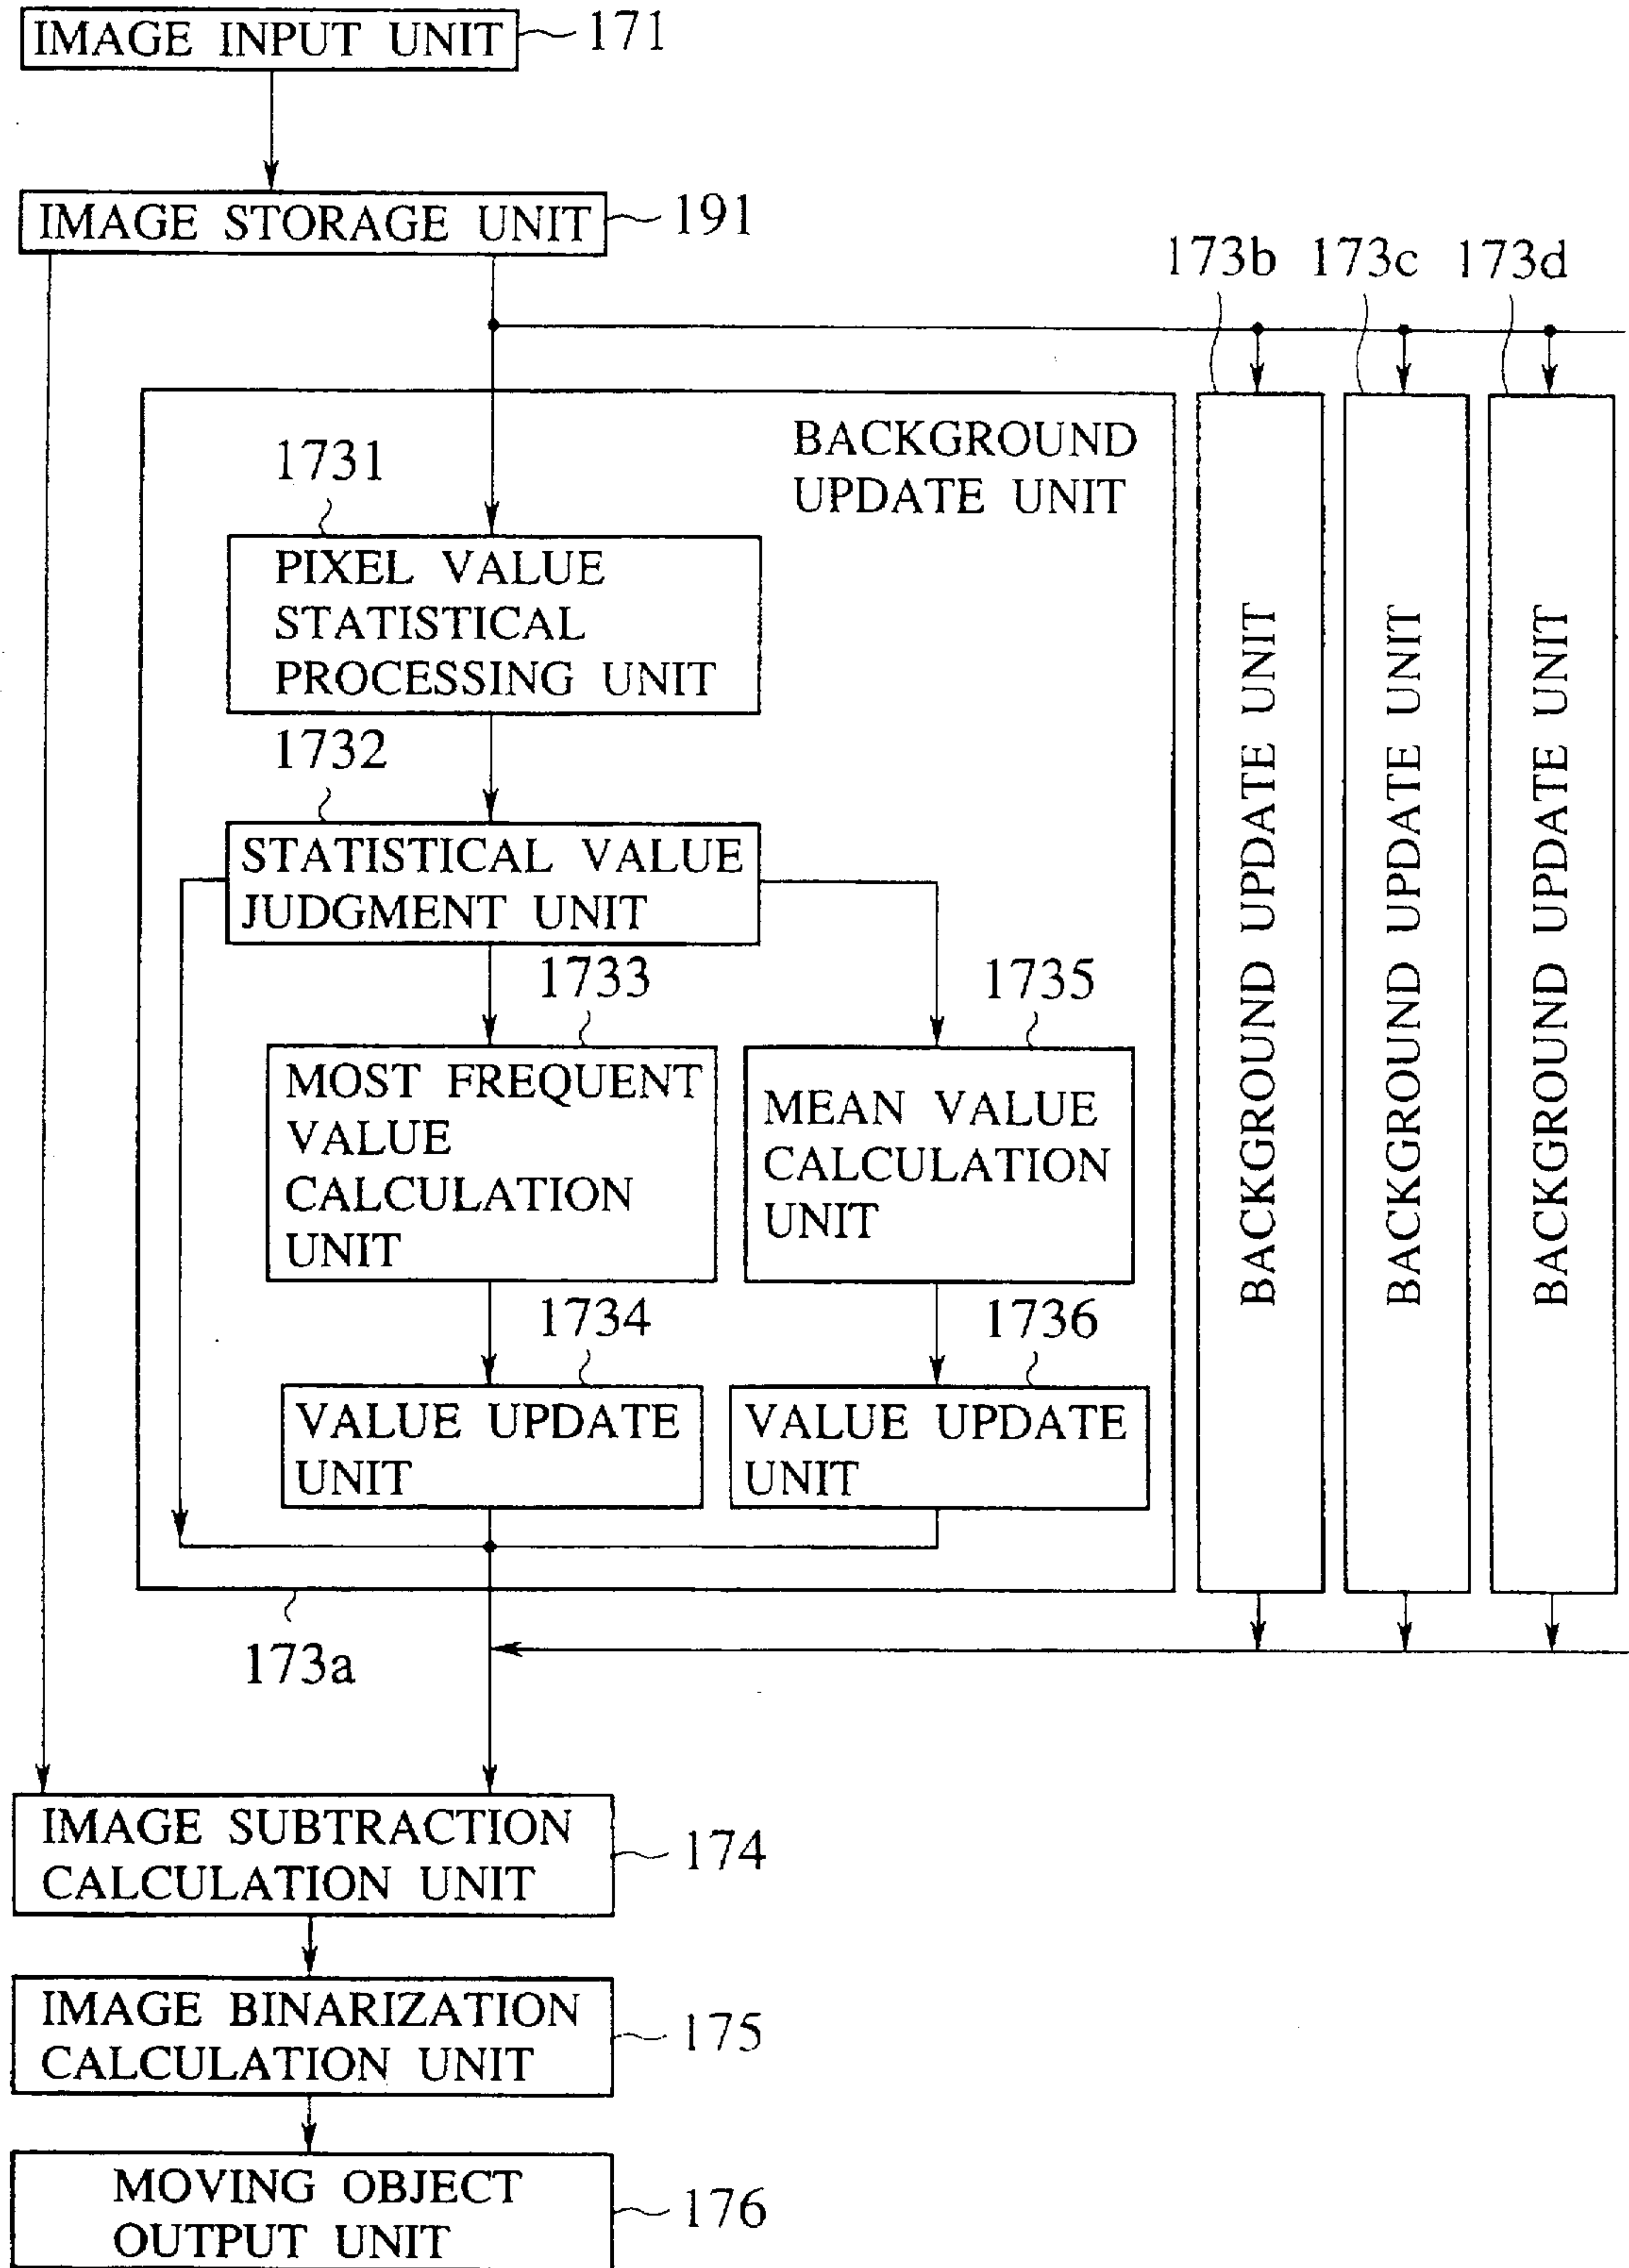 IMAGE INPUT UNIT
171
IMAGE STORAGE UNIT
191
173b
173c
173d
BACKGROUND
UPDATE UNIT
1731
PIXEL VALUE
STATISTICAL
PROCESSING UNIT
1732
STATISTICAL VALUE
JUDGMENT UNIT
1733
MOST FREQUENT
VALUE
CALCULATION
UNIT
1735
MEAN VALUE
CALCULATION
UNIT
1734
VALUE UPDATE
UNIT
1736
VALUE UPDATE
UNIT
BACKGROUND UPDATE UNIT
BACKGROUND UPDATE UNIT
BACKGROUND UPDATE UNIT
173a
IMAGE SUBTRACTION
CALCULATION UNIT
174
IMAGE BINARIZATION
CALCULATION UNIT
175
MOVING OBJECT
OUTPUT UNIT
176